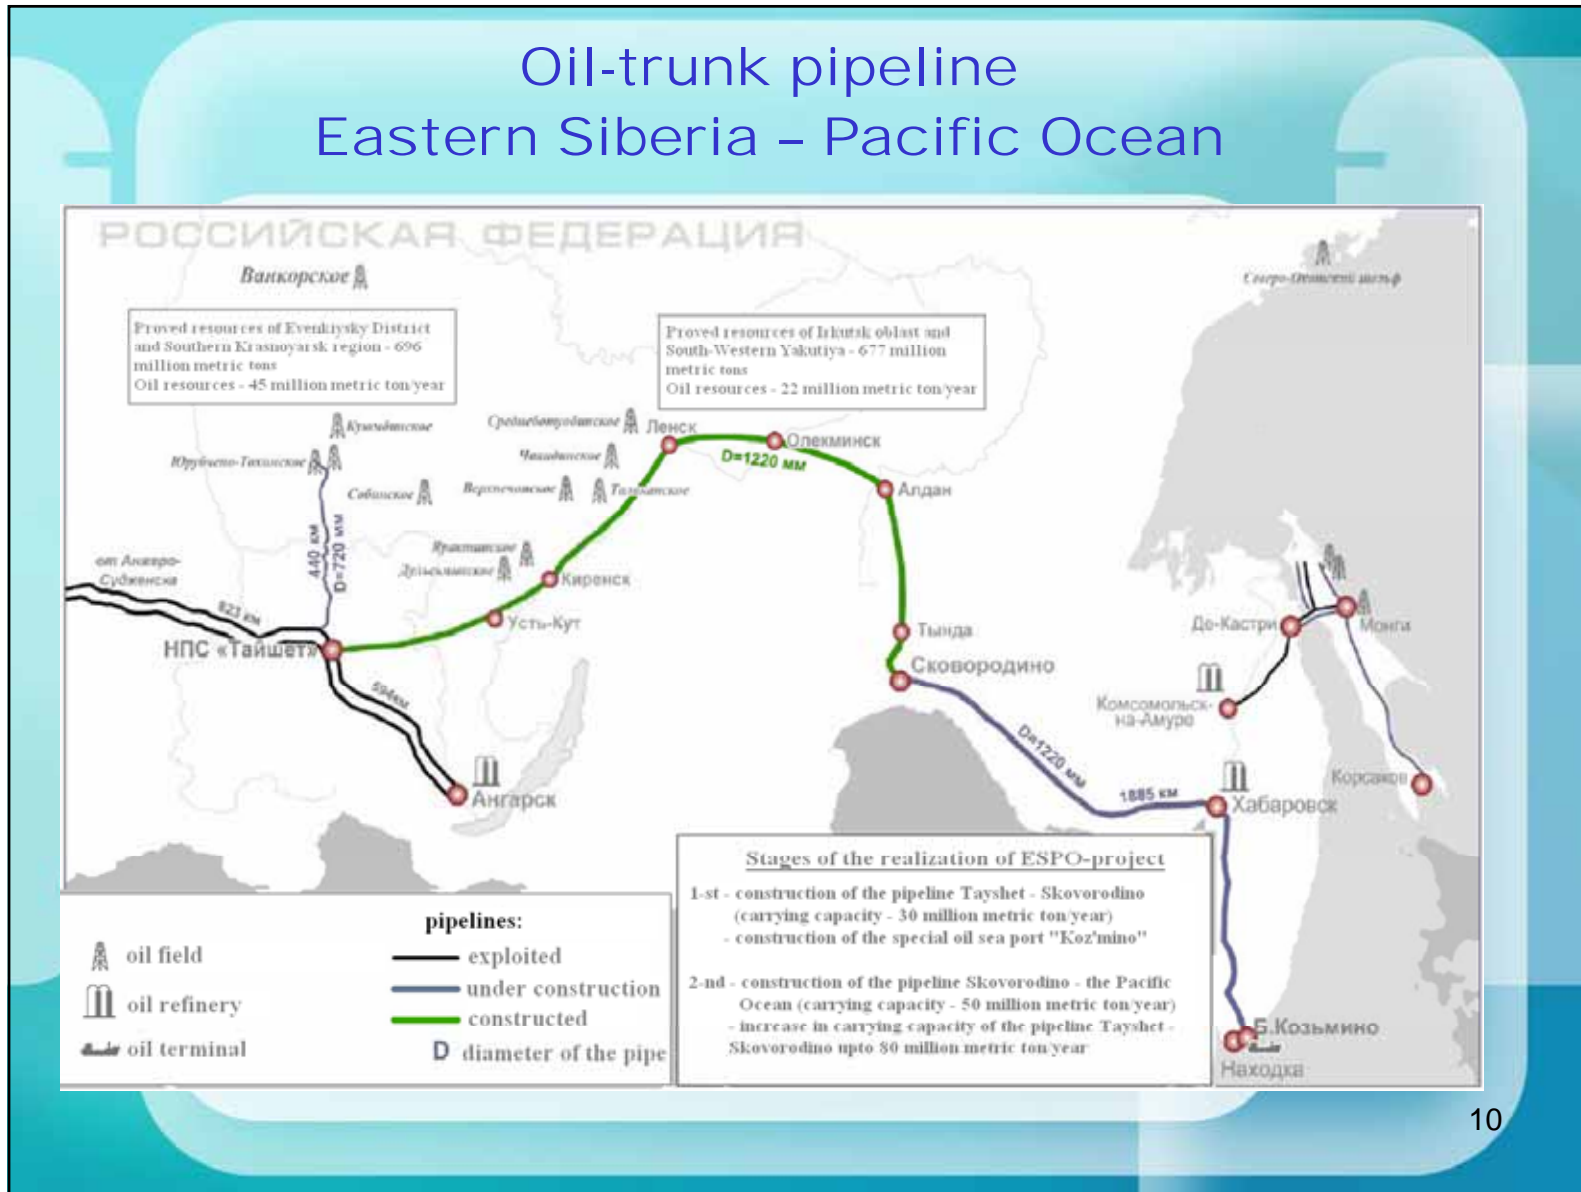 Oil-trunk pipeline
Eastern Siberia – Pacific Ocean
РОССИЙСКАЯ ФЕДЕРАЦИЯ
Ванкорское
Proved resources of Evenkiysky District
and Southern Krasnoyarsk region - 696
million metric tons
Oil resources - 45 million metric ton/year
Proved resources of Irkutsk oblast and
South-Western Yakutiya - 677 million
metric tons
Oil resources - 22 million metric ton/year
шельф
Собинское
Ленск
Олекминск
D=1220 мм
Алдан
440 км
D=720 мм
от Анжеро-
Судженска
823 км
НПС «Тайшет»
Киренск
Усть-Кут
594км
Ангарск
Тында
Сковородино
D=1220 мм
1885 км
Де-Кастри
Монги
Комсомольск-
на-Амуре
Корсаков
Хабаровск
Б.Козьмино
Находка
pipelines:
oil field
exploited
oil refinery
under construction
constructed
oil terminal
D diameter of the pipe
Stages of the realization of ESPO-project
1-st - construction of the pipeline Tayshet - Skovorodino
(carrying capacity - 30 million metric ton/year)
- construction of the special oil sea port "Koz'mino"
2-nd - construction of the pipeline Skovorodino - the Pacific
Ocean (carrying capacity - 50 million metric ton/year)
- increase in carrying capacity of the pipeline Tayshet -
Skovorodino upto 80 million metric ton/year
10